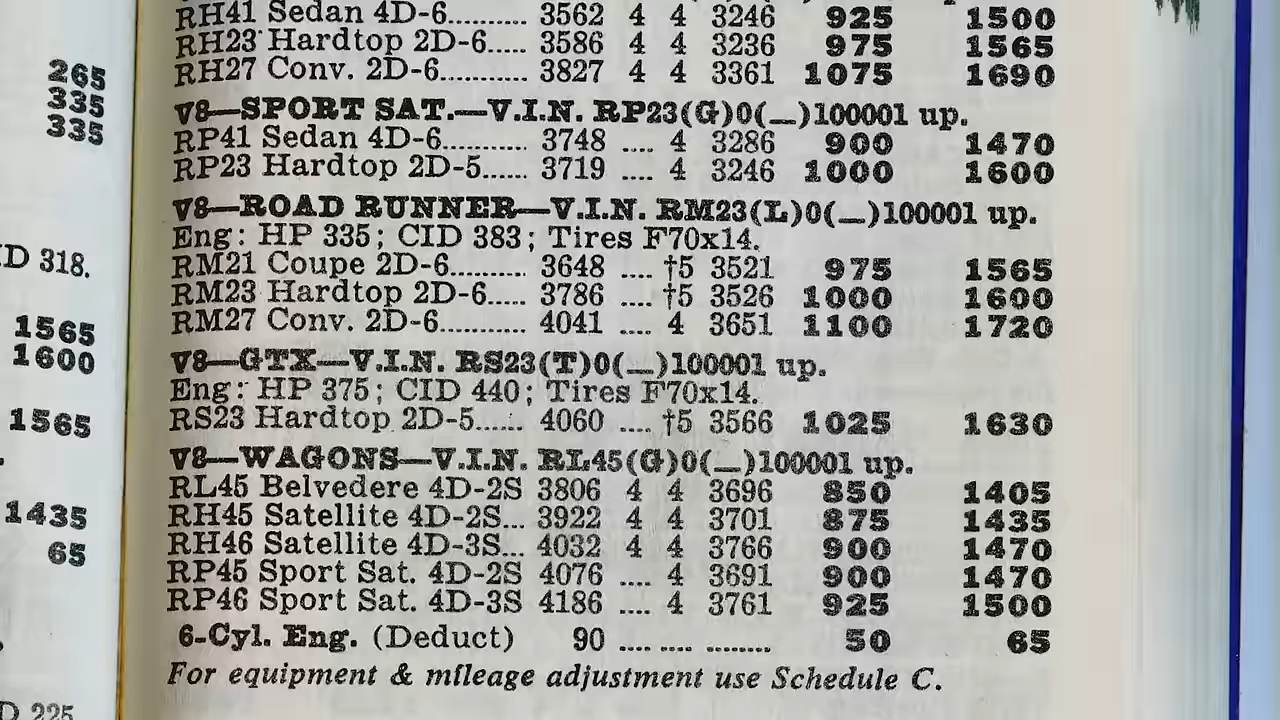 265
335
335
ID 318.
1565
1600
1565
.
1435
65
D 225
RH41 Sedan 4D-6.......... 3562 4 4 3246 925 1500
RH23 Hardtop 2D-6..... 3586 4 4 3236 975 1565
RH27 Conv. 2D-6........... 3827 4 4 3361 1075 1690
V8—SPORT SAT.—V.I.N. RP23(G)0(_)100001 up.
RP41 Sedan 4D-6........... 3748 .... 4 3286 900 1470
RP23 Hardtop 2D-5...... 3719 .... 4 3246 1000 1600
V8—ROAD RUNNER—V.I.N. RM23(L)0(_)100001 up.
Eng: HP 335; CID 383; Tires F70x14.
RM21 Coupe 2D-6.......... 3648 .... †5 3521 975 1565
RM23 Hardtop 2D-6..... 3786 .... †5 3526 1000 1600
RM27 Conv. 2D-6........... 4041 .... 4 3651 1100 1720
V8—GTX—V.I.N. RS23(T)0(_)100001 up.
Eng: HP 375; CID 440; Tires F70x14.
RS23 Hardtop 2D-5...... 4060 .... †5 3566 1025 1630
V8—WAGONS—V.I.N. RL45(G)0(_)100001 up.
RL45 Belvedere 4D-2S 3806 4 4 3696 850 1405
RH45 Satellite 4D-2S... 3922 4 4 3701 875 1435
RH46 Satellite 4D-3S... 4032 4 4 3766 900 1470
RP45 Sport Sat. 4D-2S 4076 .... 4 3691 900 1470
RP46 Sport Sat. 4D-3S 4186 .... 4 3761 925 1500
6-Cyl. Eng. (Deduct) 90 .... .... ........ 50 65
For equipment & mileage adjustment use Schedule C.